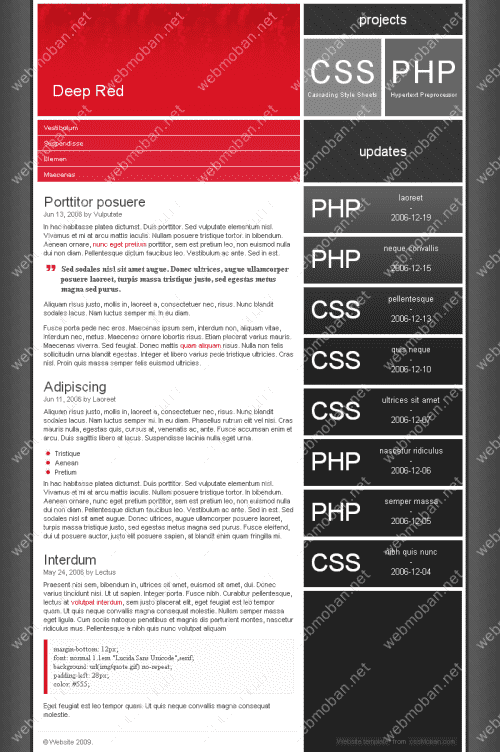 Deep Red
Vestibulum
Suspendisse
Elemen
Maecenas
Porttitor posuere
Jun 13, 2006 by Vulputate
In hac habitasse platea dictumst. Duis porttitor. Sed vulputate elementum nisl.
Vivamus et mi at arcu mattis iaculis. Nullam posuere tristique tortor. In bibendum.
Aenean ornare, nunc eget pretium porttitor, sem est pretium leo, non euismod nulla
dui non diam. Pellentesque dictum faucibus leo. Vestibulum ac ante. Sed in est.
Sed sodales nisl sit amet augue. Donec ultrices, augue ullamcorper
posuere laoreet, turpis massa tristique justo, sed egestas metus
magna sed purus.
Aliquam risus justo, mollis in, laoreet a, consectetuer nec, risus. Nunc blandit
sodales lacus. Nam luctus semper mi. In eu diam.
Fusce porta pede nec eros. Maecenas ipsum sem, interdum non, aliquam vitae,
interdum nec, metus. Maecenas ornare lobortis risus. Etiam placerat varius mauris.
Maecenas viverra. Sed feugiat. Donec mattis quam aliquam risus. Nulla non felis
sollicitudin urna blandit egestas. Integer et libero varius pede tristique ultricies. Cras
nisl. Proin quis massa semper felis euismod ultricies.
Adipiscing
Jun 11, 2006 by Laoreet
Aliquam risus justo, mollis in, laoreet a, consectetuer nec, risus. Nunc blandit
sodales lacus. Nam luctus semper mi. In eu diam. Phasellus rutrum elit vel nisi. Cras
mauris nulla, egestas quis, cursus at, venenatis ac, ante. Fusce accumsan enim et
arcu. Duis sagittis libero at lacus. Suspendisse lacinia nulla eget urna.
Tristique
Aenean
Pretium
In hac habitasse platea dictumst. Duis porttitor. Sed vulputate elementum nisl.
Vivamus et mi at arcu mattis iaculis. Nullam posuere tristique tortor. In bibendum.
Aenean ornare, nunc eget pretium porttitor, sem est pretium leo, non euismod nulla
dui non diam. Pellentesque dictum faucibus leo. Vestibulum ac ante. Sed in est. Sed
sodales nisl sit amet augue. Donec ultrices, augue ullamcorper posuere laoreet,
turpis massa tristique justo, sed egestas metus magna sed purus. Fusce eleifend,
dui ut posuere auctor, justo elit posuere sapien, at blandit enim quam fringilla mi.
Interdum
May 24, 2006 by Lectus
Praesent nisi sem, bibendum in, ultrices sit amet, euismod sit amet, dui. Donec
varius tincidunt nisi. Ut ut sapien. Integer porta. Fusce nibh. Curabitur pellentesque,
lectus at volutpat interdum, sem justo placerat elit, eget feugiat est leo tempor
quam. Ut quis neque convallis magna consequat molestie. Nullam semper massa
eget ligula. Cum sociis natoque penatibus et magnis dis parturient montes, nascetur
ridiculus mus. Pellentesque a nibh quis nunc volutpat aliquam
margin-bottom: 12px;
font: normal 1.1em "Lucida Sans Unicode",serif;
background: url(img/quote.gif) no-repeat;
padding-left: 28px;
color: #555;
Eget feugiat est leo tempor quam. Ut quis neque convallis magna consequat
molestie.
© Website 2009.
projects
CSS
Cascading Style Sheets
PHP
Hypertext Preprocessor
updates
PHP
laoreet
-
2006-12-19
PHP
neque convallis
-
2006-12-15
CSS
pellentesque
-
2006-12-13
CSS
quis neque
-
2006-12-10
CSS
ultrices sit amet
-
2006-12-07
PHP
nascetur ridiculus
-
2006-12-06
PHP
semper massa
-
2006-12-05
CSS
nibh quis nunc
-
2006-12-04
Website template from
webmoban.net